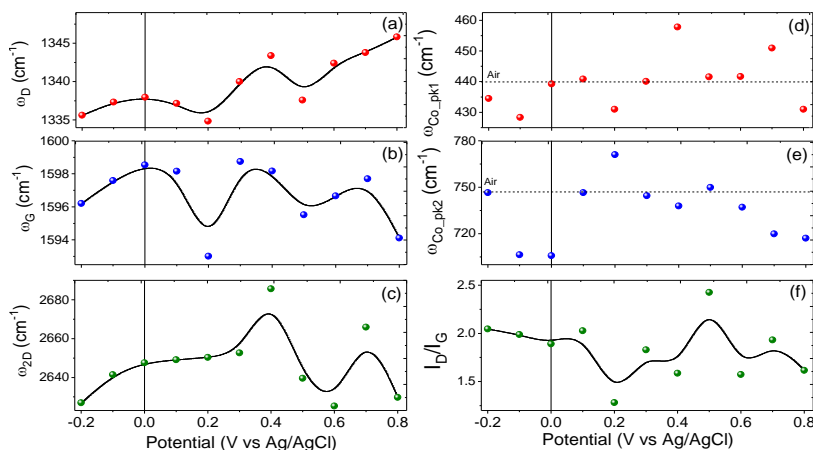 (a)
1345
1340
1335
ω_D (cm⁻¹)
(b)
1600
1598
1596
1594
ω_G (cm⁻¹)
(c)
2680
2660
2640
ω_2D (cm⁻¹)
-0.2 0.0 0.2 0.4 0.6 0.8
Potential (V vs Ag/AgCl)
(d)
460
450
440
430
Air
ω_Co_pk1 (cm⁻¹)
(e)
780
750
720
Air
ω_Co_pk2 (cm⁻¹)
(f)
2.5
2.0
1.5
I_D/I_G
-0.2 0.0 0.2 0.4 0.6 0.8
Potential (V vs Ag/AgCl)